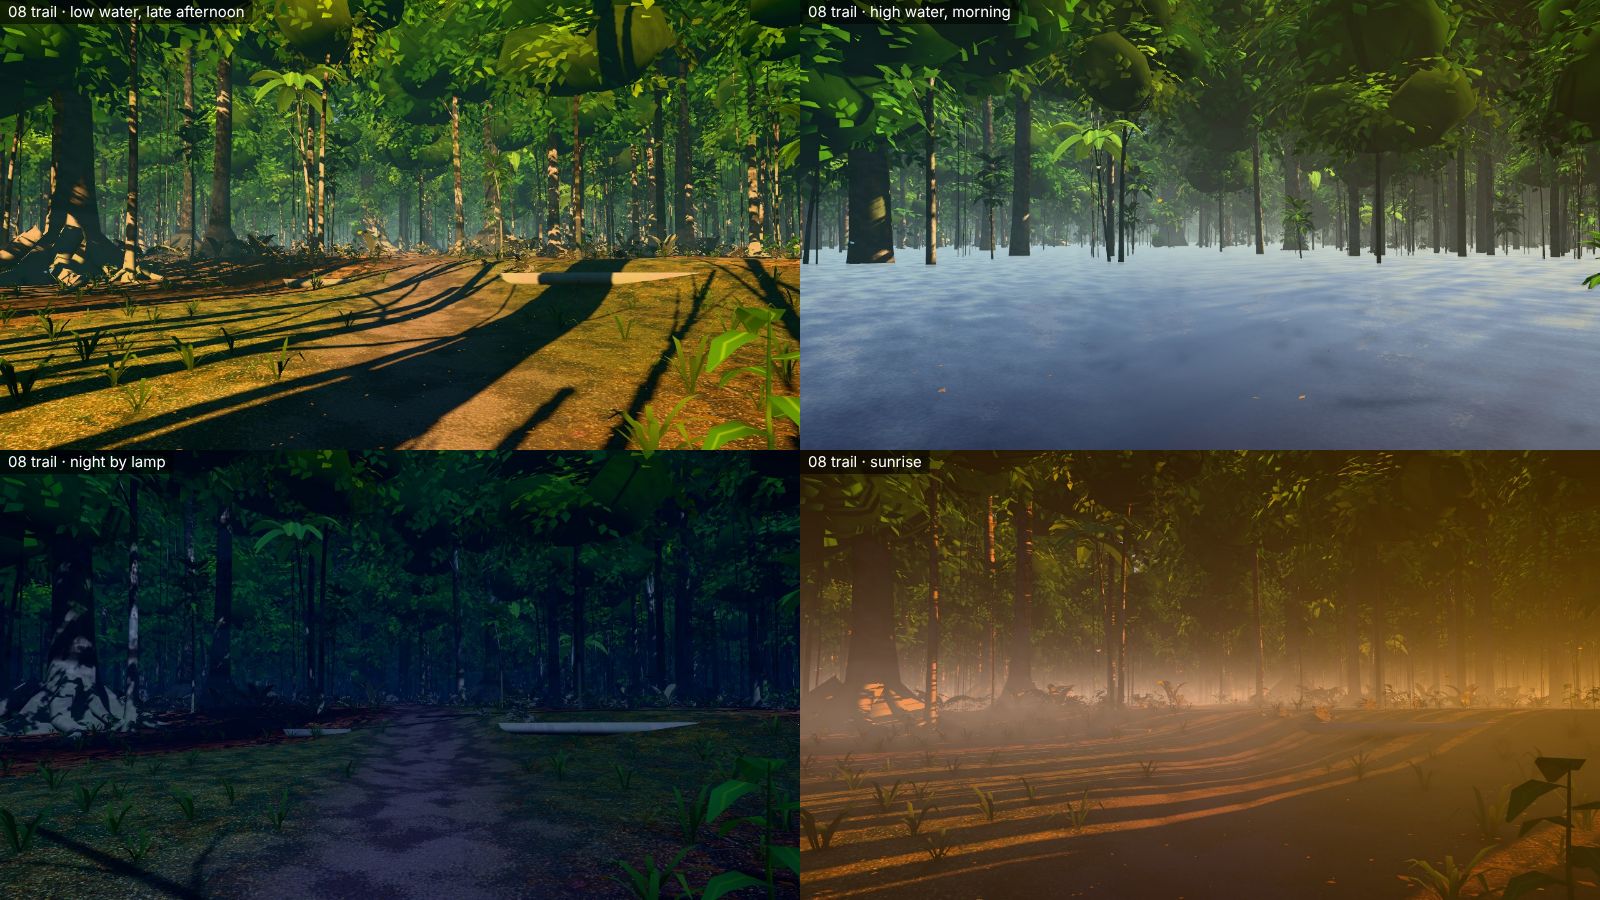 08 trail · low water, late afternoon
08 trail · high water, morning
08 trail · night by lamp
08 trail · sunrise